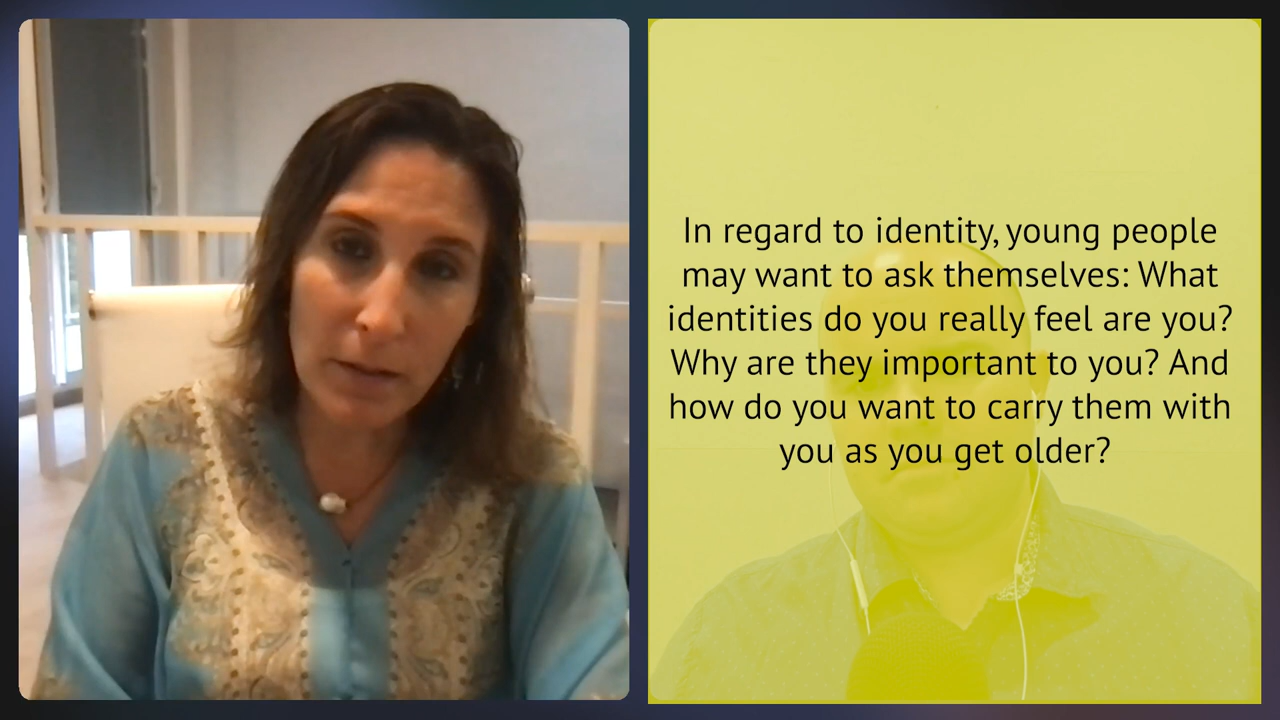 In regard to identity, young people
may want to ask themselves: What
identities do you really feel are you?
Why are they important to you? And
how do you want to carry them with
you as you get older?